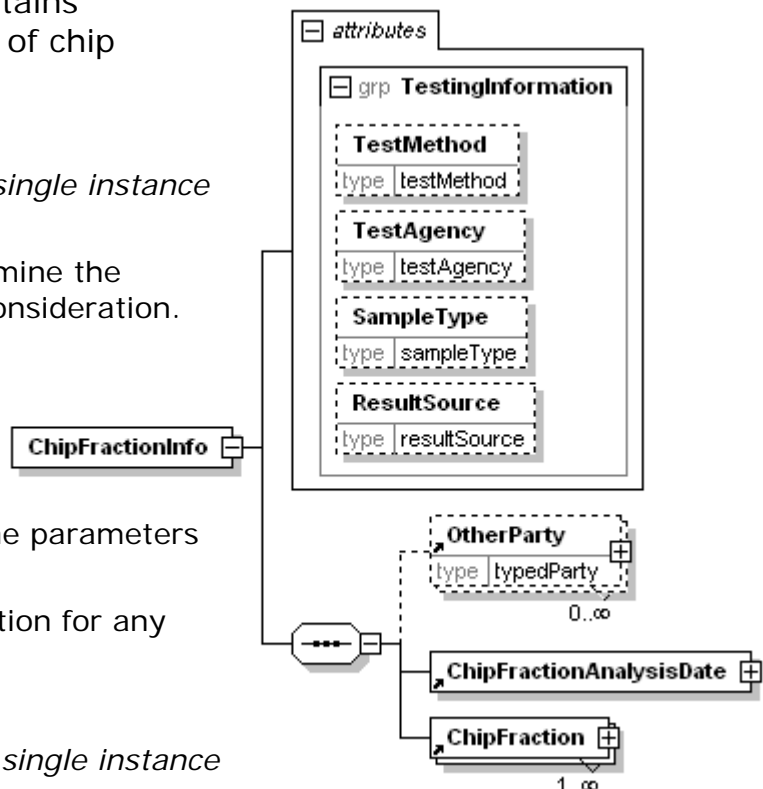 tains
of chip
single instance
mine the
onsideration.
e parameters
tion for any
single instance
attributes
grp TestingInformation
TestMethod
type testMethod
TestAgency
type testAgency
SampleType
type sampleType
ResultSource
type resultSource
ChipFractionInfo
OtherParty
type typedParty
0..∞
ChipFractionAnalysisDate
ChipFraction
1..∞